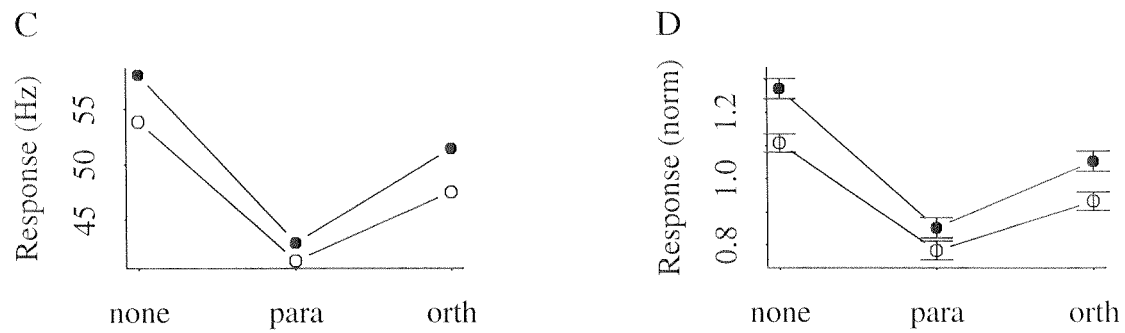 C
Response (Hz)
55
50
45
none para orth
D
Response (norm)
1.2
1.0
0.8
none para orth